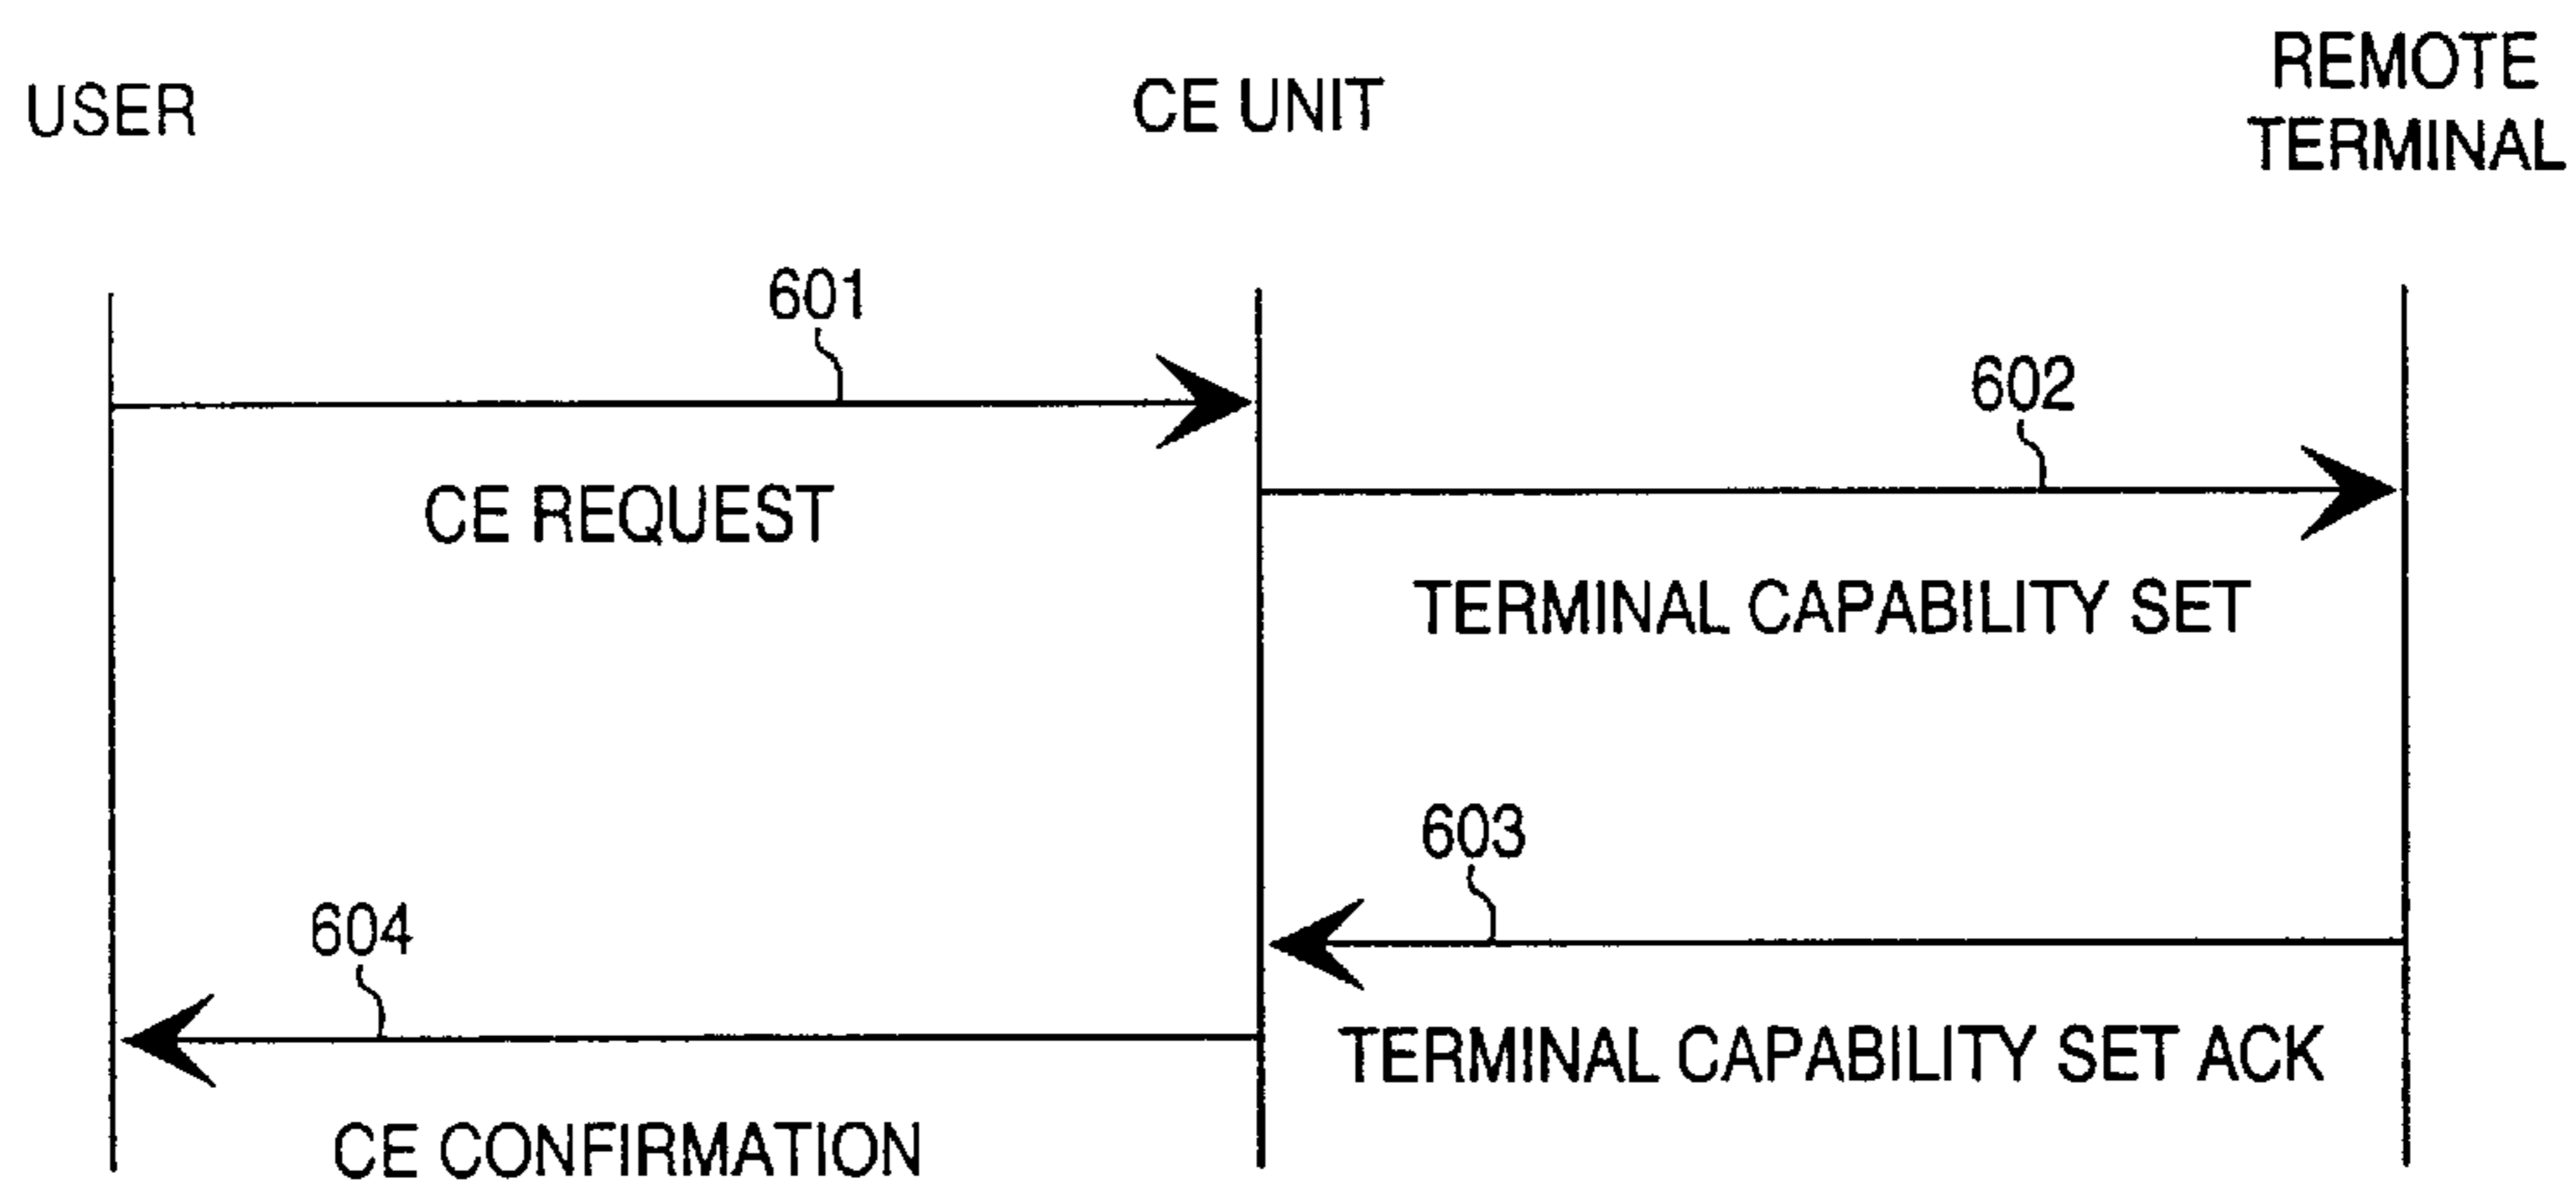 USER
CE UNIT
REMOTE
TERMINAL
601
602
CE REQUEST
TERMINAL CAPABILITY SET
603
604
TERMINAL CAPABILITY SET ACK
CE CONFIRMATION